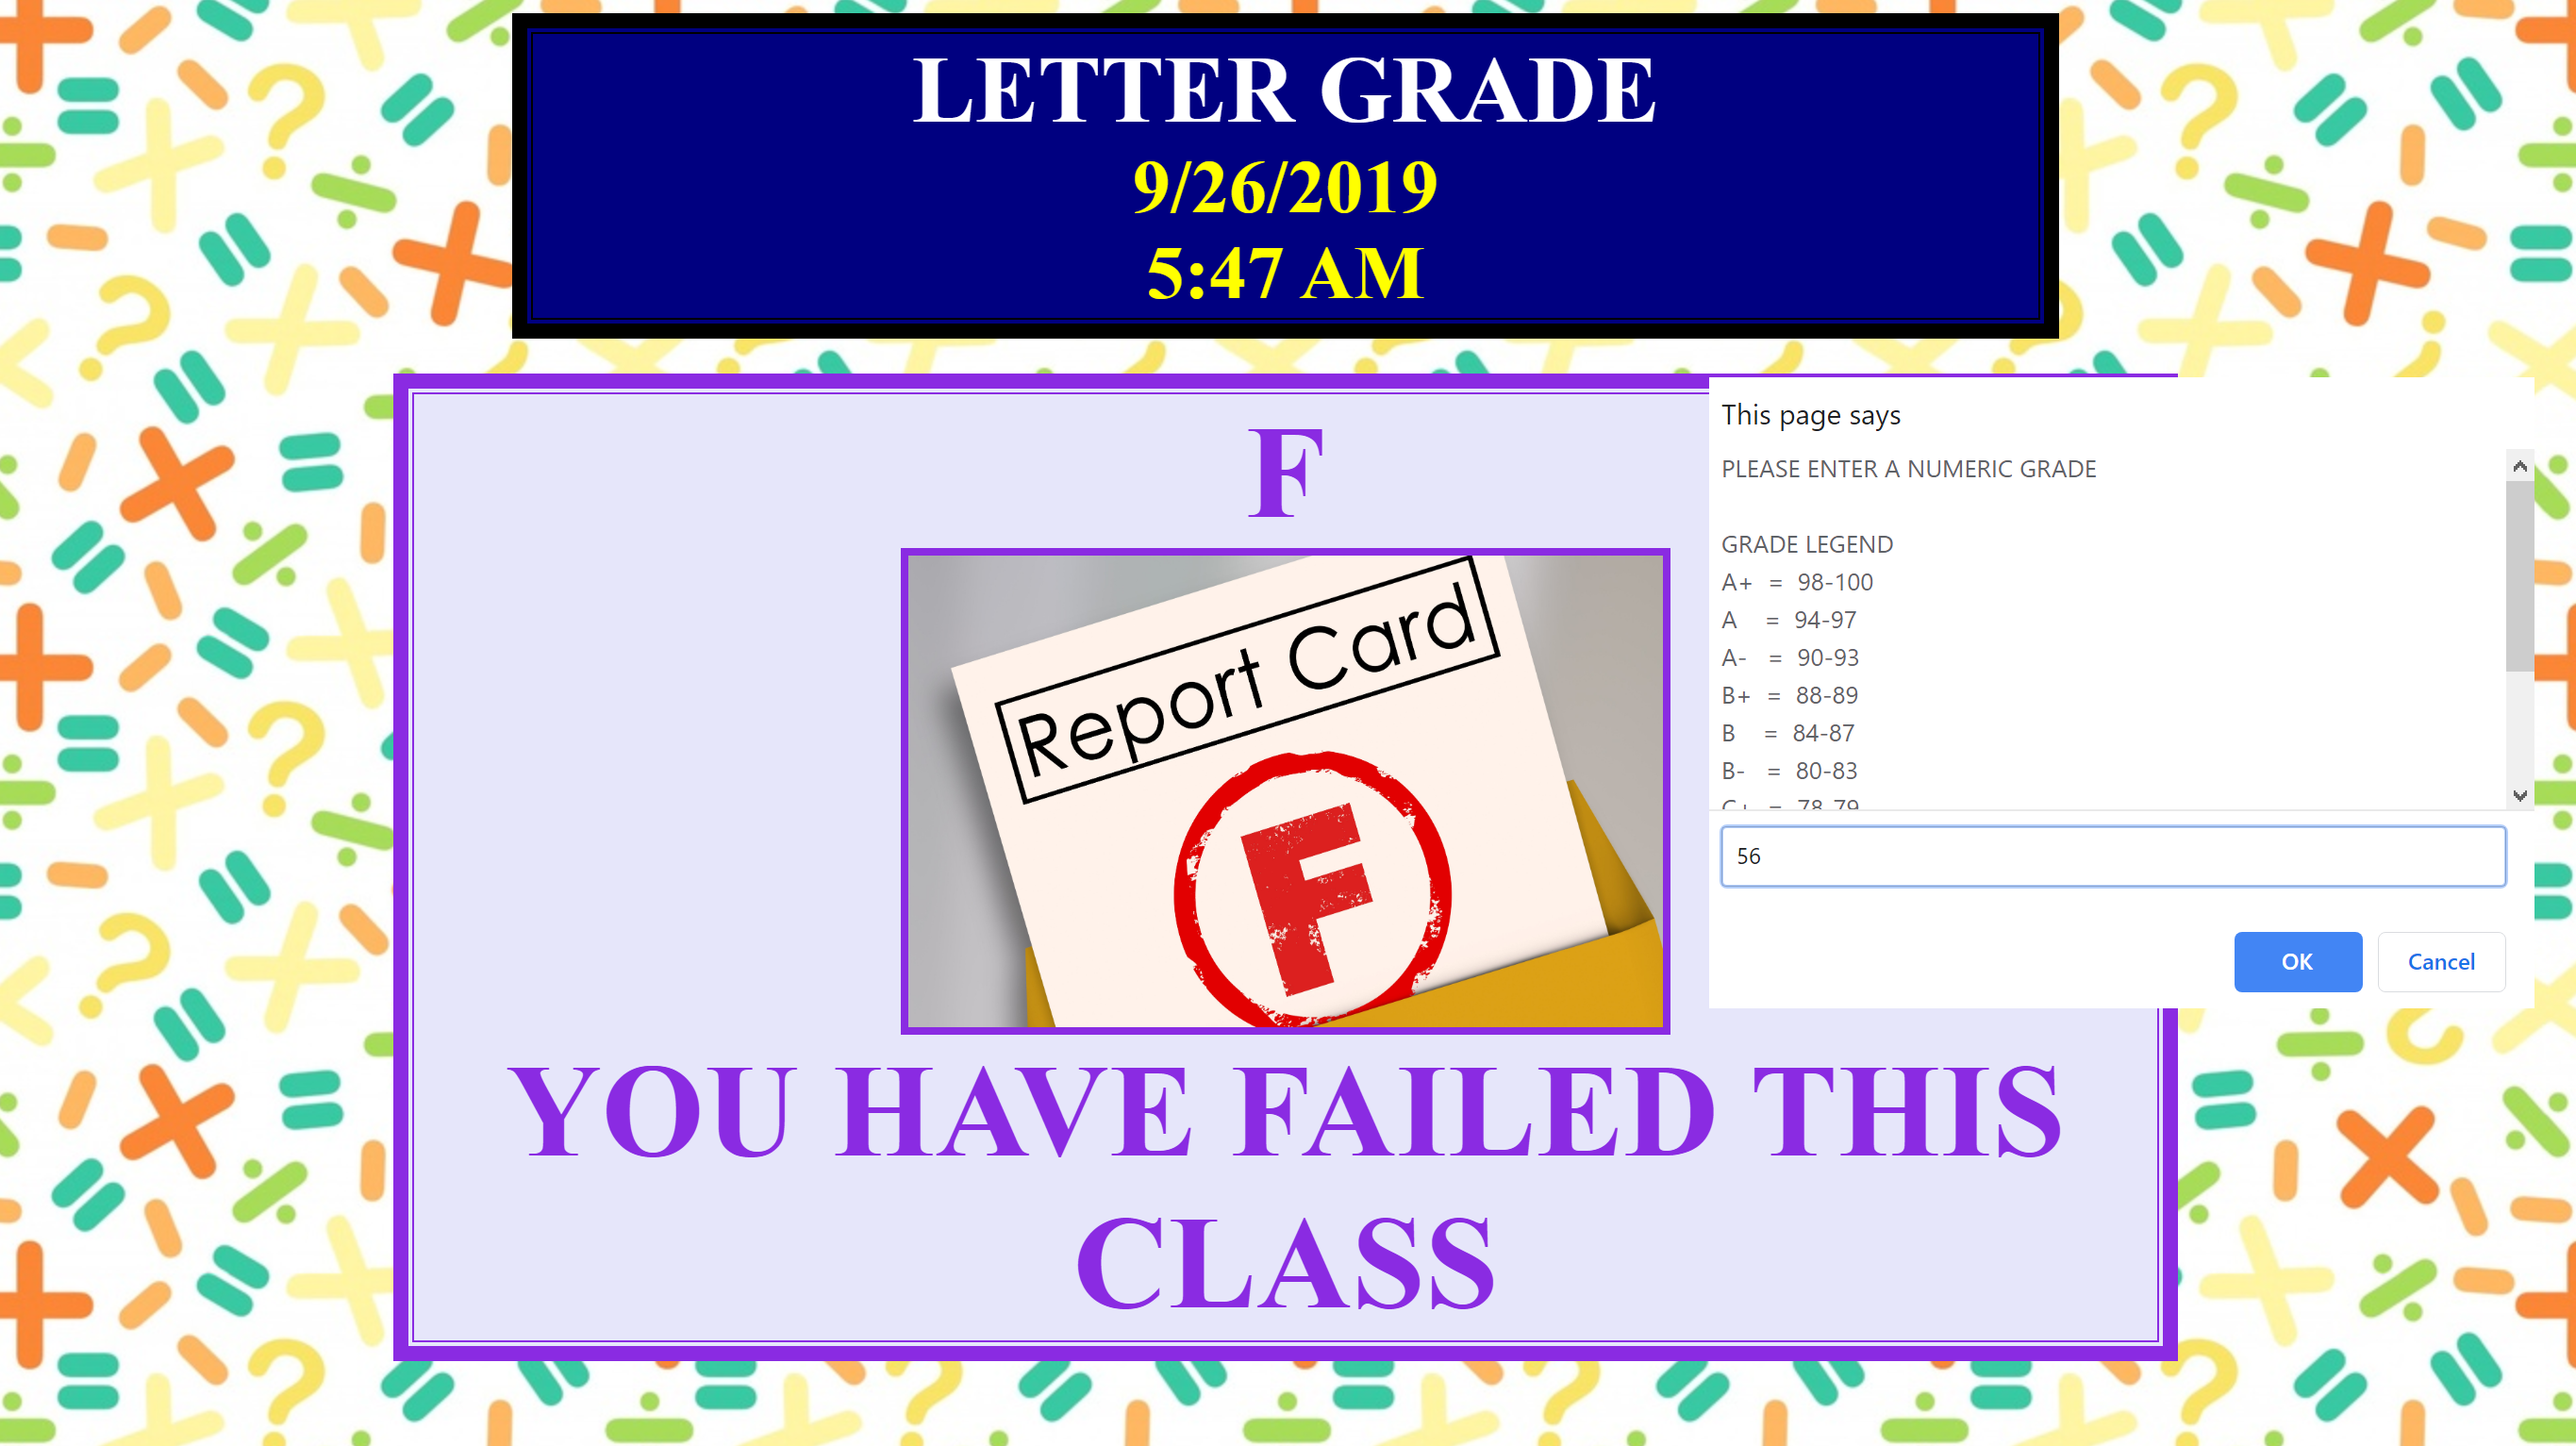 LETTER GRADE
9/26/2019
5:47 AM
F
Report Card
F
YOU HAVE FAILED THIS
CLASS
This page says
PLEASE ENTER A NUMERIC GRADE
GRADE LEGEND
A+ = 98-100
A = 94-97
A- = 90-93
B+ = 88-89
B = 84-87
B- = 80-83
C+ = 78-79
56
OK
Cancel